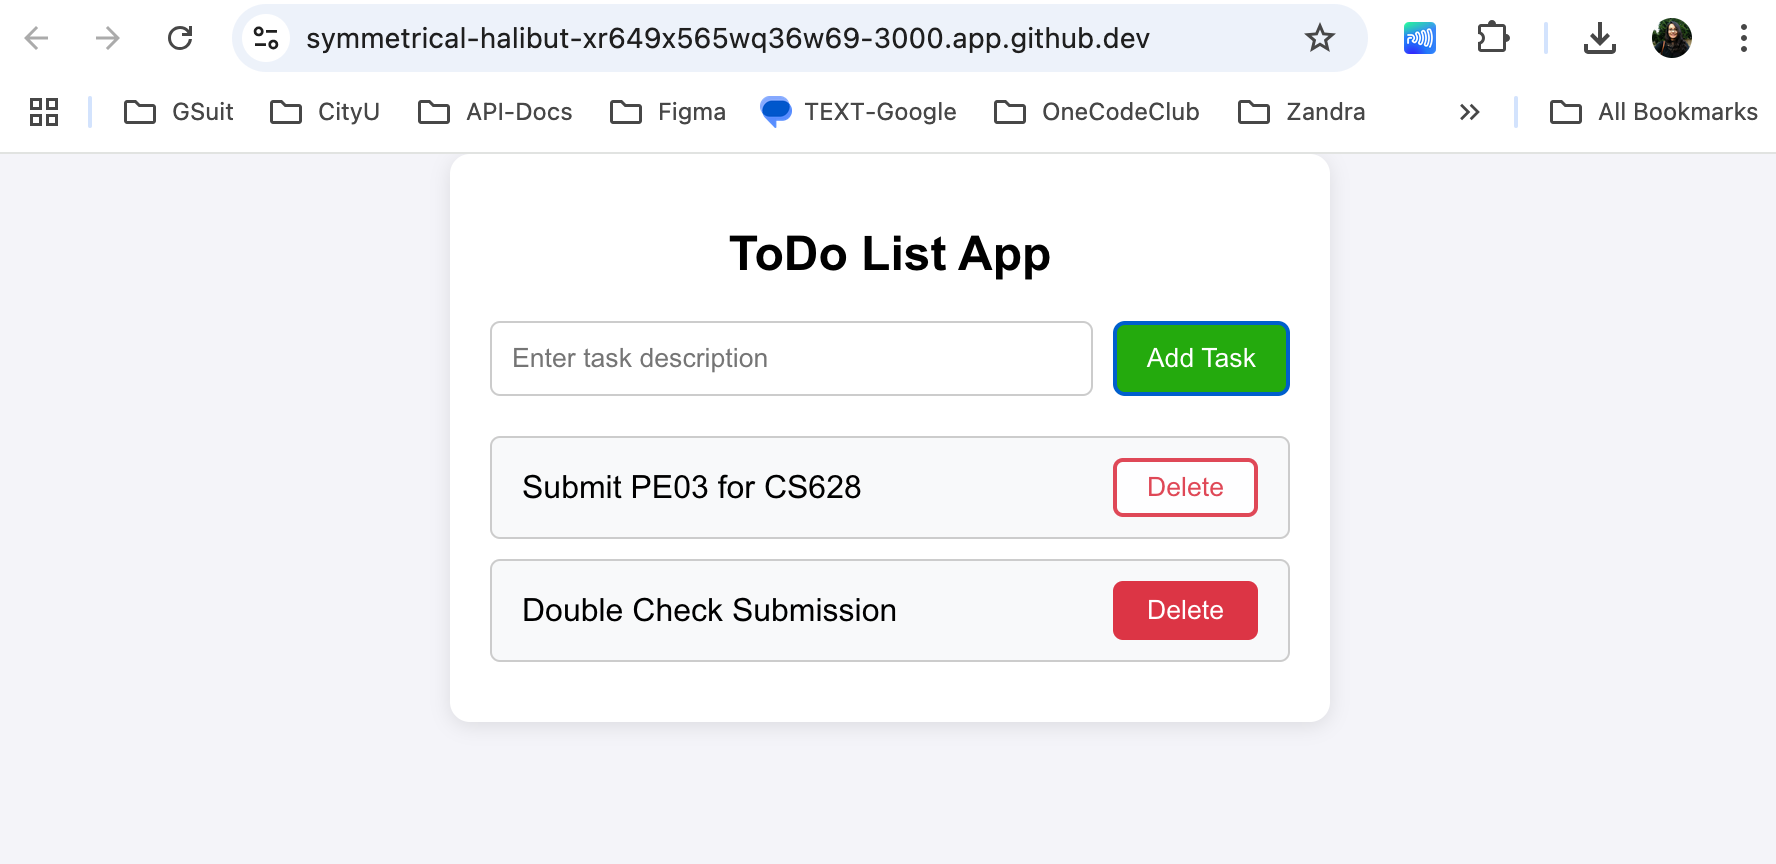 symmetrical-halibut-xr649x565wq36w69-3000.app.github.dev
GSuit CityU API-Docs Figma TEXT-Google OneCodeClub Zandra All Bookmarks
ToDo List App
Enter task description Add Task
Submit PE03 for CS628 Delete
Double Check Submission Delete